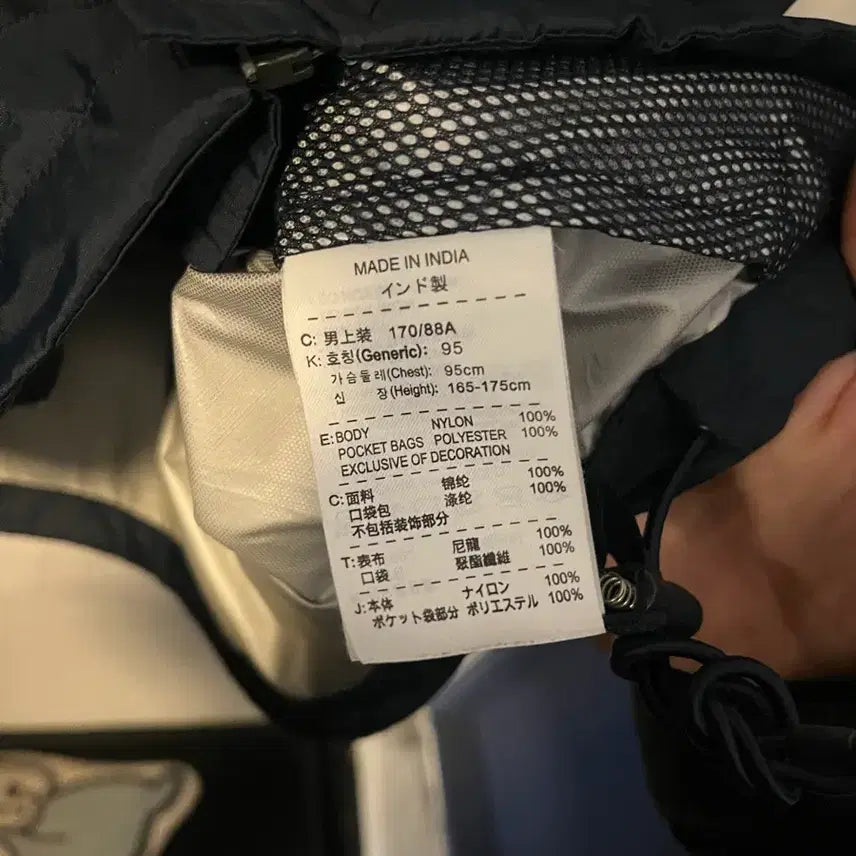 MADE IN INDIA
インド製
C: 男上装 170/88A
K: 호칭(Generic): 95
가슴둘레(Chest): 95cm
신 장(Height): 165-175cm
E: BODY NYLON 100%
POCKET BAGS POLYESTER 100%
EXCLUSIVE OF DECORATION
C: 面料 锦纶 100%
口袋包 涤纶 100%
不包括装饰部分
T: 表布 尼龍 100%
口袋 聚酯纖維 100%
J: 本体 ナイロン 100%
ポケット袋部分 ポリエステル 100%